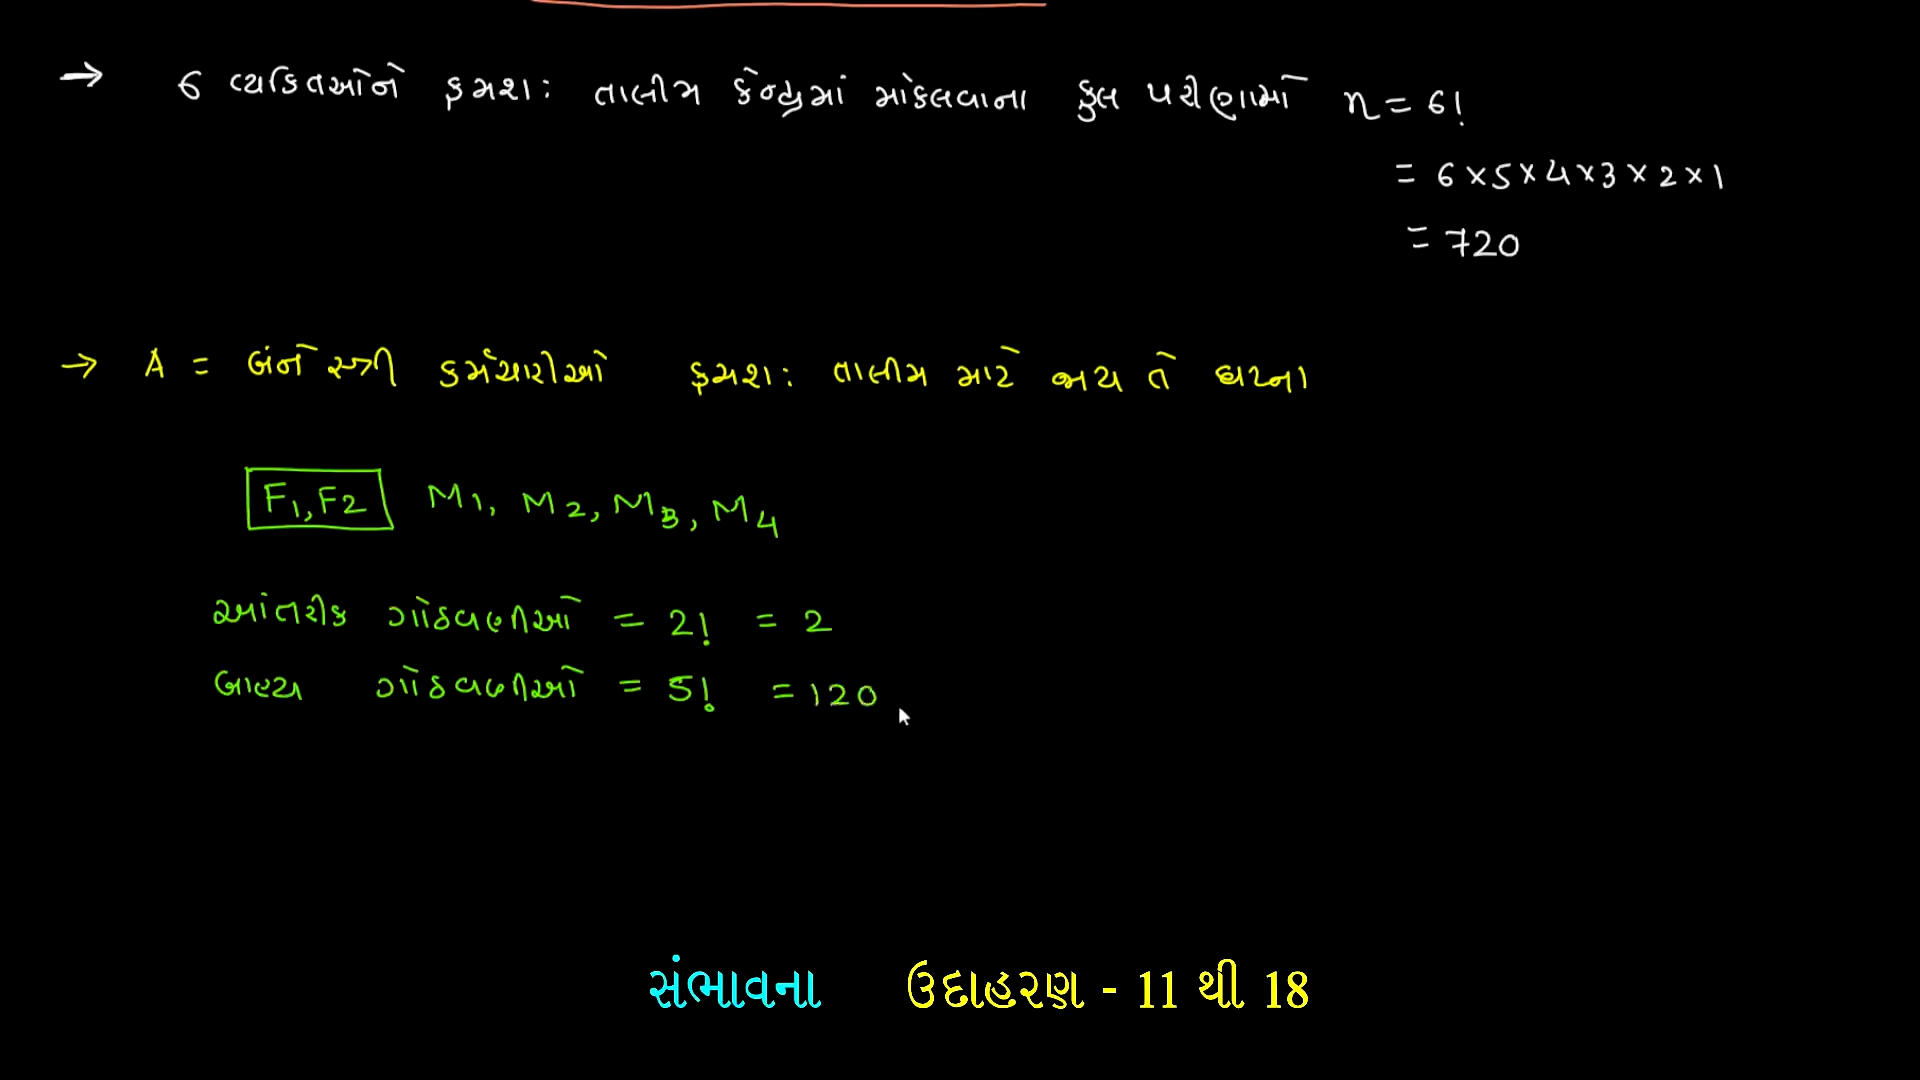 → 6 વ્યકિતઓને ક્રમશ: તાલીમ કેન્દ્રમાં મોકલવાના કુલ પરીણામો n = 6!
= 6×5×4×3×2×1
= 720
→ A = બંને સ્ત્રી કર્મચારીઓ ક્રમશ: તાલીમ માટે જાય તે ઘટના
F1, F2 M1, M2, M3, M4
આંતરીક ગોઠવણીઓ = 2! = 2
બાહ્ય ગોઠવણીઓ = 5! = 120
સંભાવના ઉદાહરણ - 11 થી 18